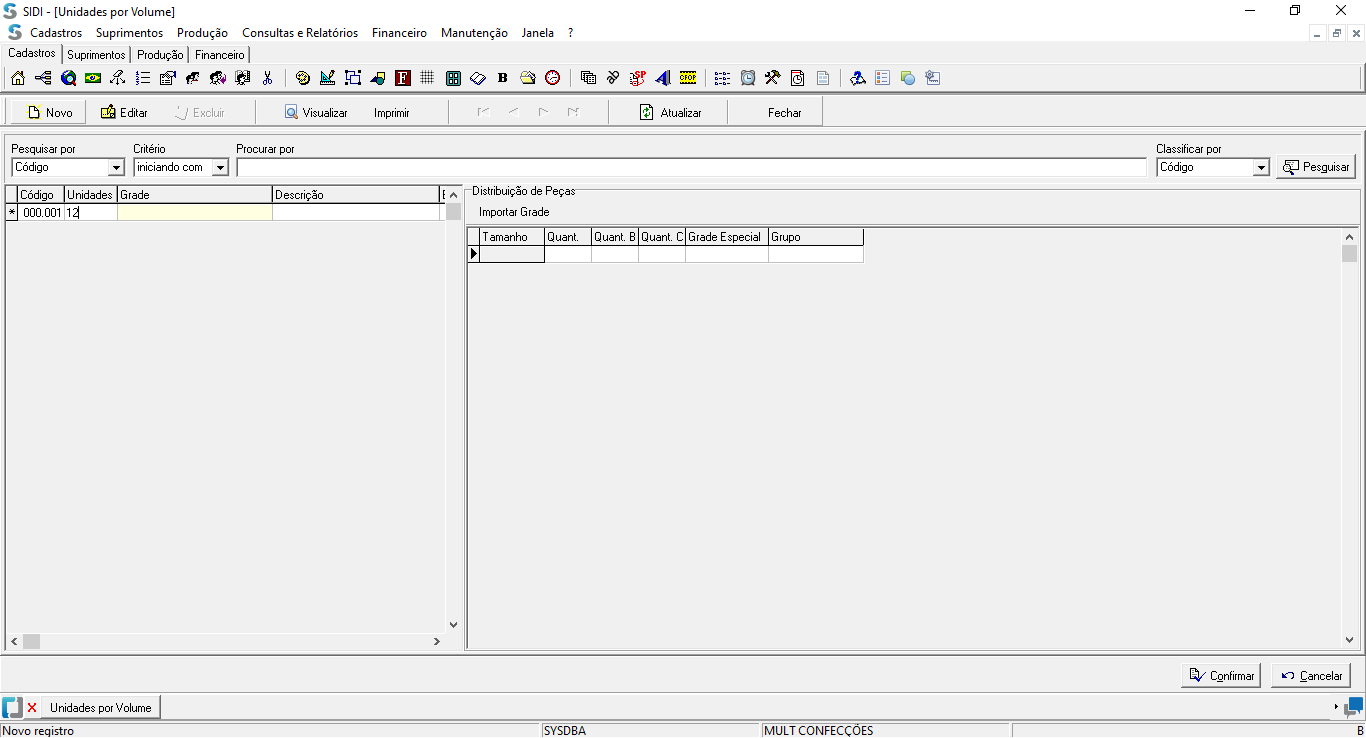 SIDI - [Unidades por Volume]
Cadastros Suprimentos Produção Consultas e Relatórios Financeiro Manutenção Janela ?
Cadastros Suprimentos Produção Financeiro
F B SP CFOP
Novo Editar Excluir Visualizar Imprimir Atualizar Fechar
Pesquisar por Critério Procurar por Classificar por
Código iniciando com Código Pesquisar
Código Unidades Grade Descrição E
* 000.001 12
Distribuição de Peças
Importar Grade
Tamanho Quant. Quant. B Quant. C Grade Especial Grupo
Confirmar Cancelar
Unidades por Volume
Novo registro SYSDBA MULT CONFECÇÕES B